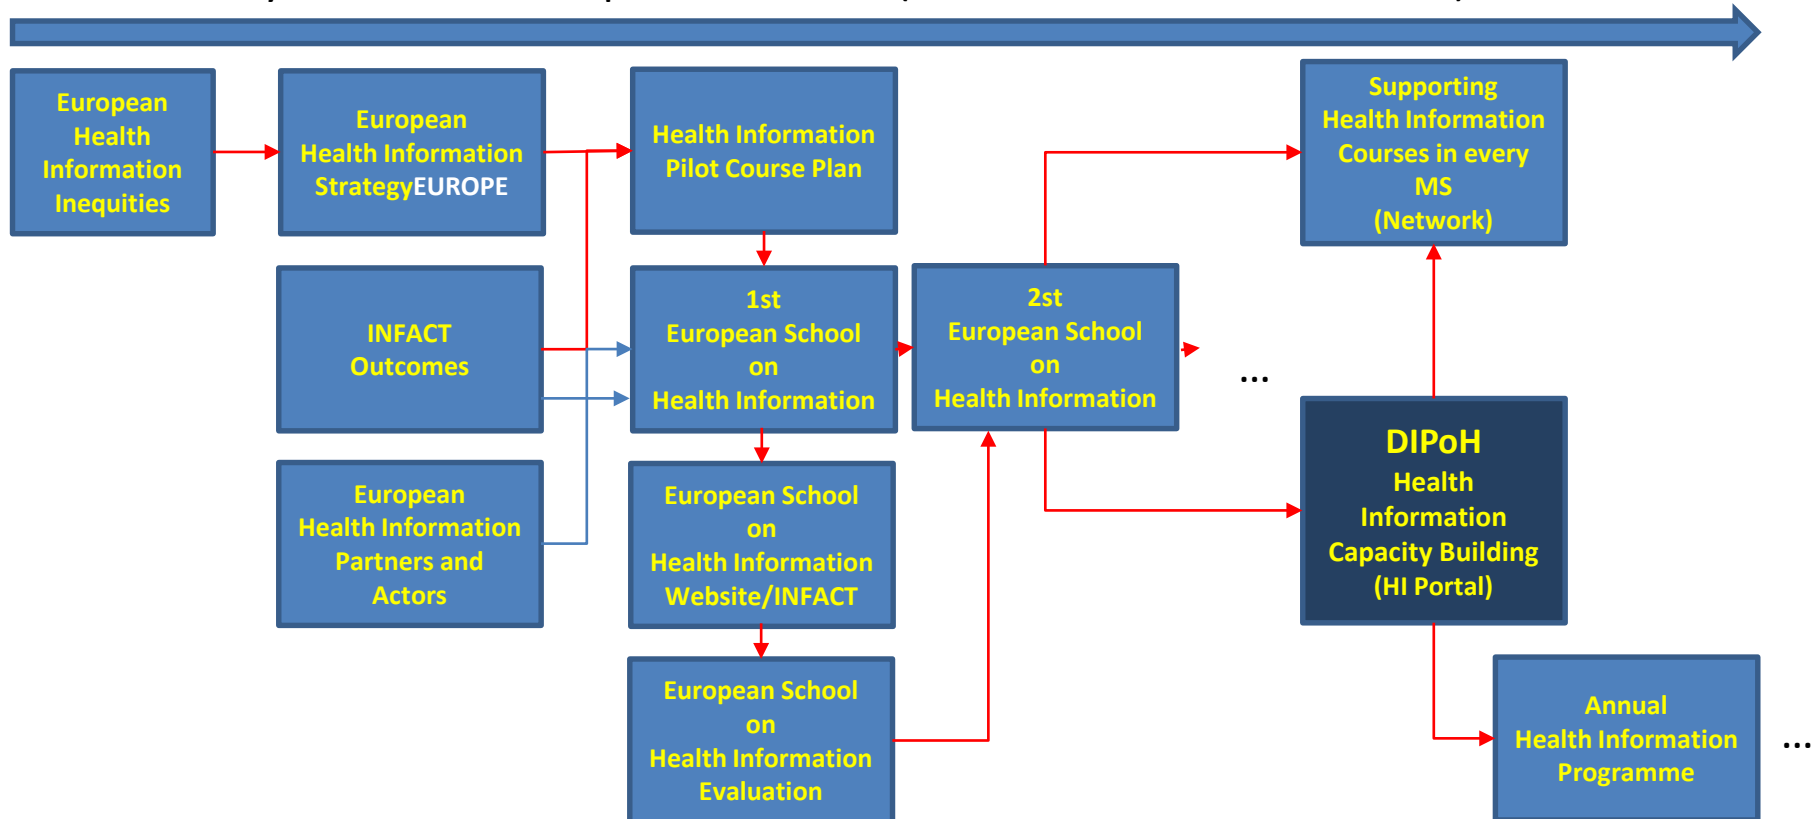 European
Health
Information
Inequities
European
Health Information
StrategyEUROPE
Health Information
Pilot Course Plan
Supporting
Health Information
Courses in every
MS
(Network)
INFACT
Outcomes
1st
European School
on
Health Information
2st
European School
on
Health Information
...
DIPoH
Health
Information
Capacity Building
(HI Portal)
European
Health Information
Partners and
Actors
European School
on
Health Information
Website/INFACT
European School
on
Health Information
Evaluation
Annual
Health Information
Programme
...